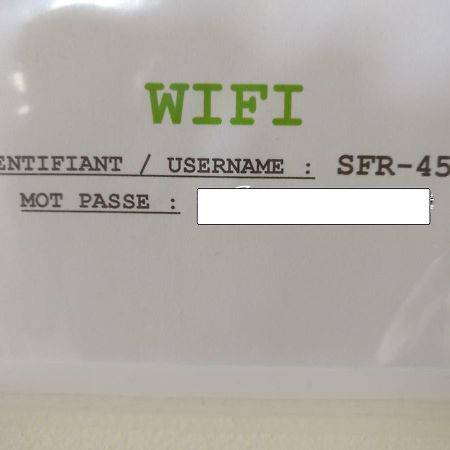 WIFI
ENTIFIANT / USERNAME : SFR-45
MOT PASSE :